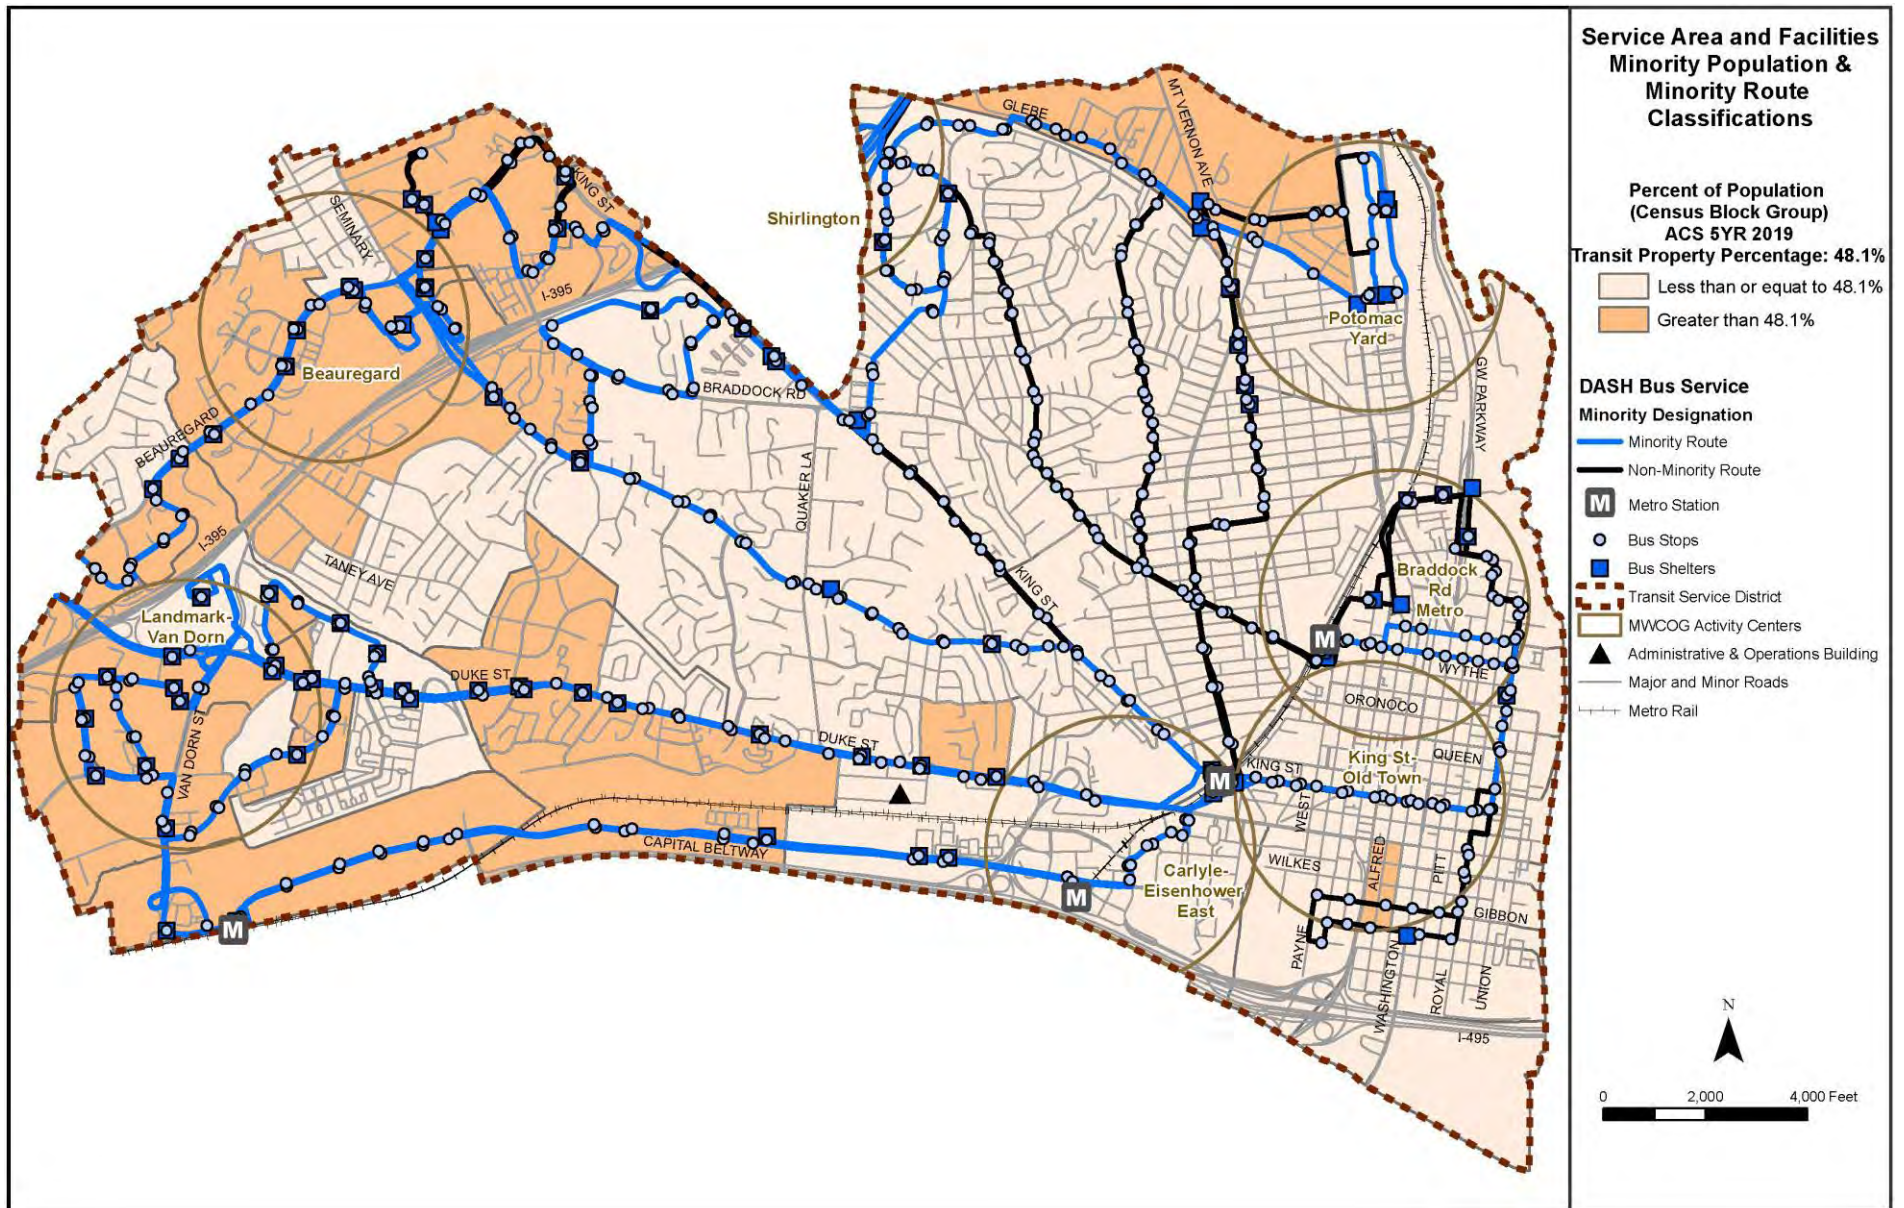 Service Area and Facilities
Minority Population &
Minority Route
Classifications
Percent of Population
(Census Block Group)
ACS 5YR 2019
Transit Property Percentage: 48.1%
Less than or equat to 48.1%
Greater than 48.1%
DASH Bus Service
Minority Designation
Minority Route
Non-Minority Route
M
Metro Station
Bus Stops
Bus Shelters
Transit Service District
MWCOG Activity Centers
Administrative & Operations Building
Major and Minor Roads
Metro Rail
N
0
2,000
4,000 Feet
GLEBE
MT VERNON AVE
KING ST
SEMINARY
Shirlington
I-395
Potomac
Yard
Beauregard
BRADDOCK RD
GW PARKWAY
BEAUREGARD
QUAKER LA
I-395
TANEY AVE
KING ST
Braddock
Rd
Metro
Landmark-
Van Dorn
M
WYTHE
DUKE ST
ORONOCO
VAN DORN ST
DUKE ST
QUEEN
King St-
Old Town
KING ST
M
WEST
CAPITAL BELTWAY
WILKES
ALFRED
PITT
Carlyle-
Eisenhower
East
M
GIBBON
M
PAYNE
WASHINGTON
ROYAL
UNION
I-495